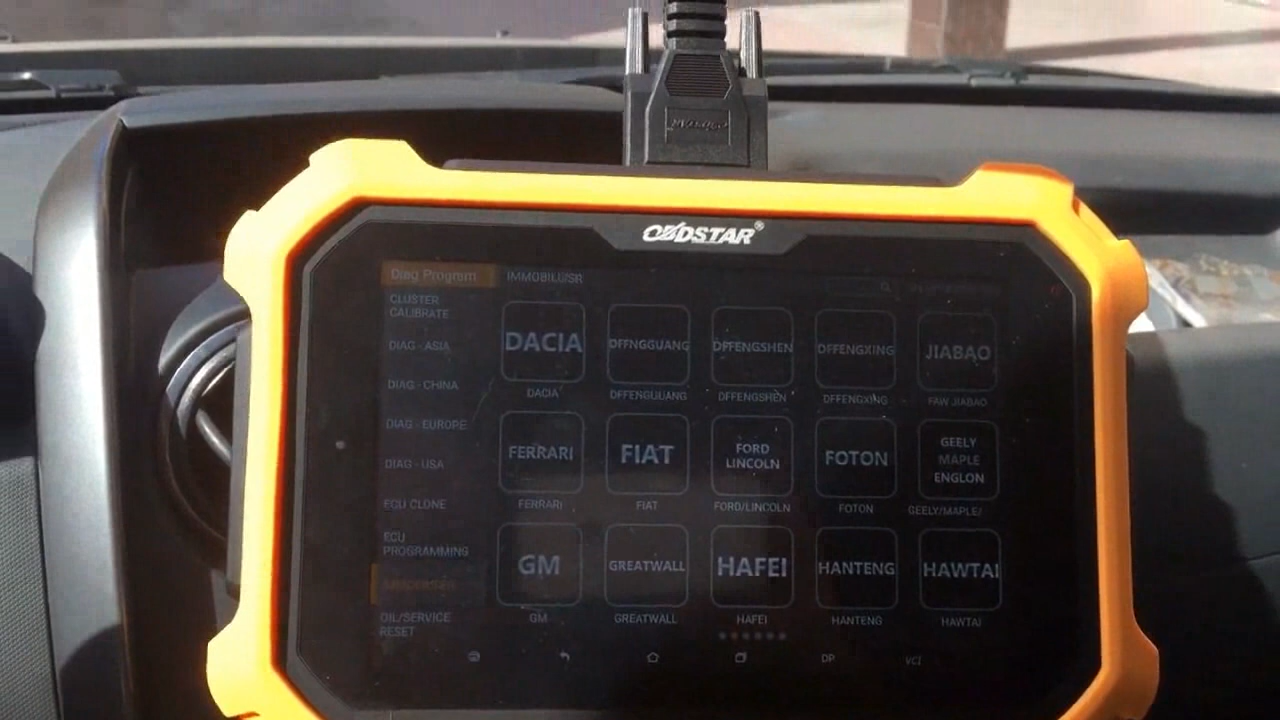 OBDSTAR®
Diag Program
IMMOBILISR
CLUSTER
CALIBRATE
DIAG - ASIA
DIAG - CHINA
DIAG - EUROPE
DIAG - USA
ECU CLONE
ECU
PROGRAMMING
OIL/SERVICE
RESET
DACIA
DFFNGGUANG
DFFENGSHEN
DFFENGXING
JIABAO
DACIA
DFFENGGUANG
DFFENGSHEN
DFFENGXING
FAW JIABAO
FERRARI
FIAT
FORD
LINCOLN
FOTON
GEELY
MAPLE
ENGLON
FERRARI
FIAT
FORD/LINCOLN
FOTON
GEELY/MAPLE/
GM
GREATWALL
HAFEI
HANTENG
HAWTAI
GM
GREATWALL
HAFEI
HANTENG
HAWTAI
DP
VCI